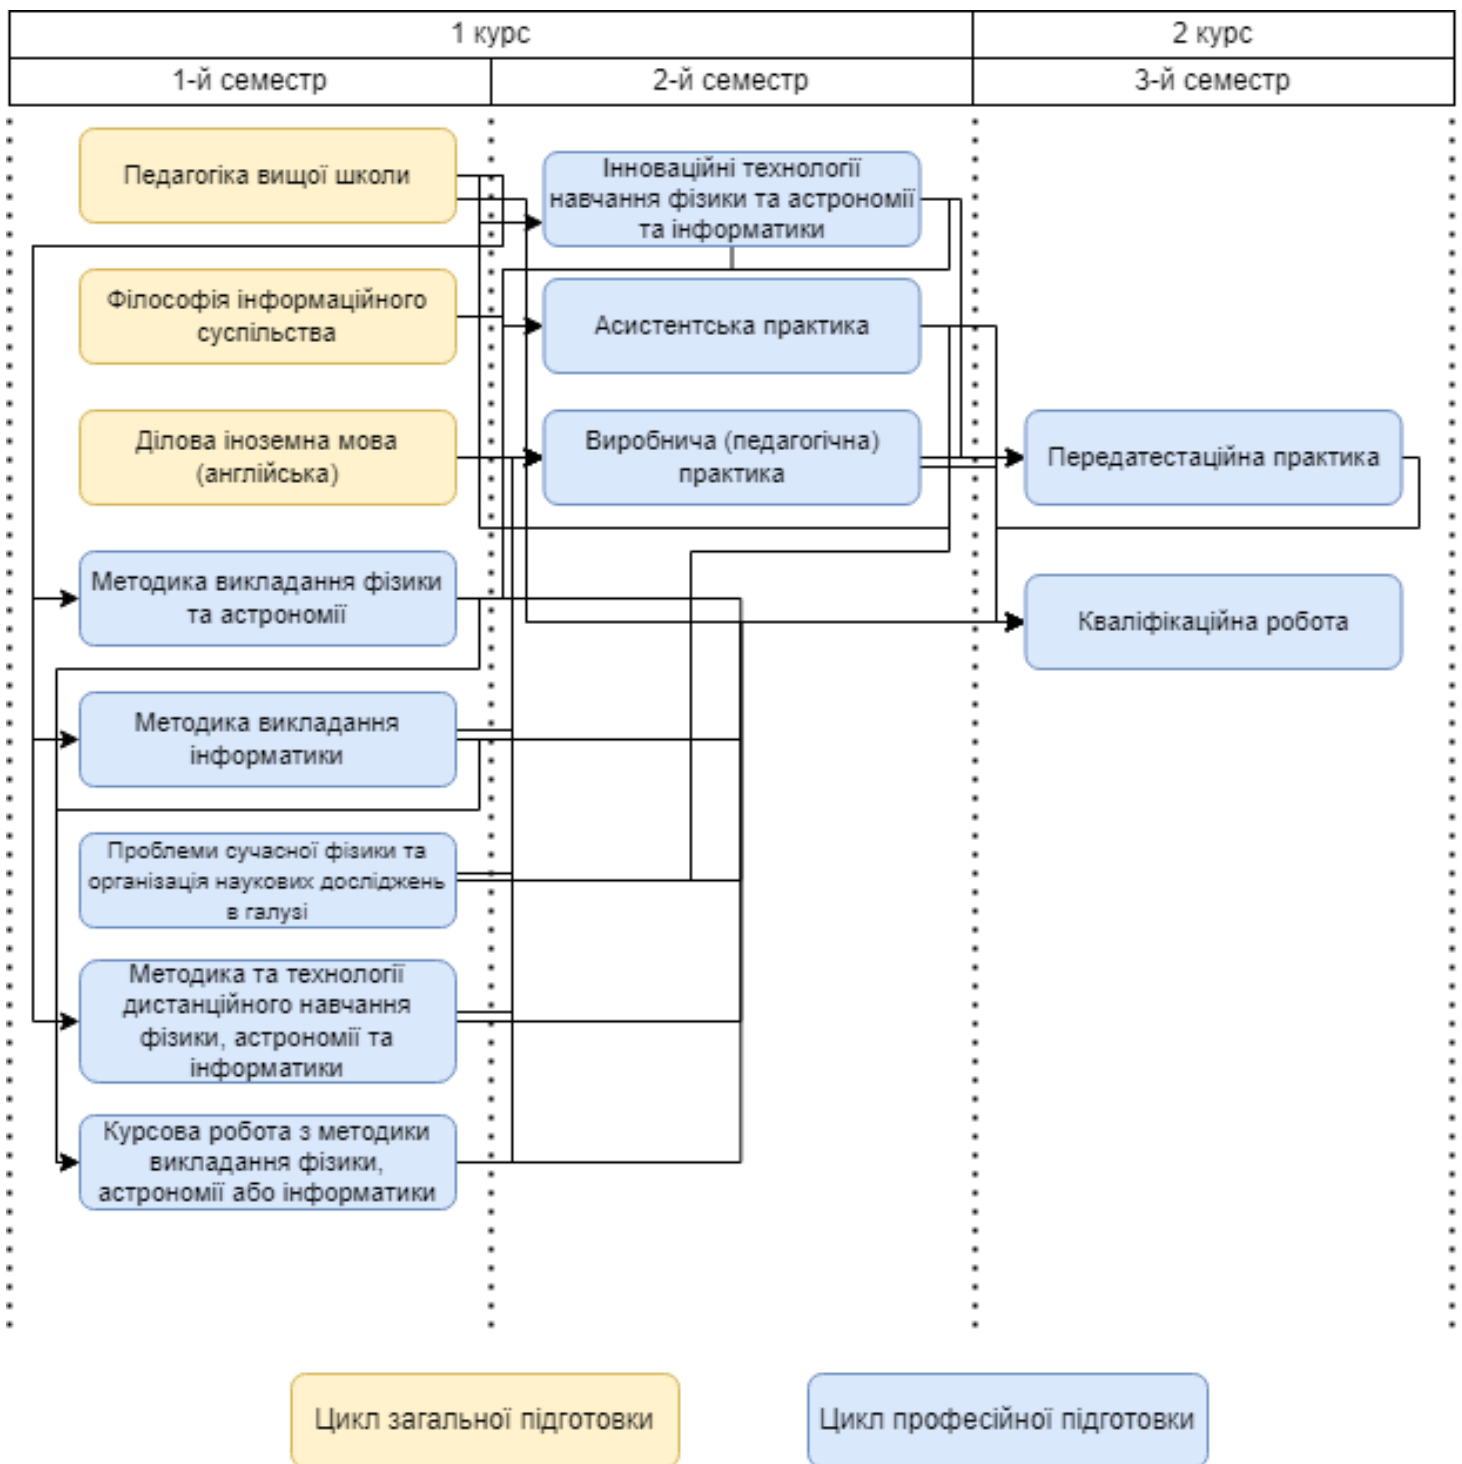 1 курс
2 курс
1-й семестр
2-й семестр
3-й семестр
Педагогіка вищої школи
Філософія інформаційного
суспільства
Ділова іноземна мова
(англійська)
Методика викладання фізики
та астрономії
Методика викладання
інформатики
Проблеми сучасної фізики та
організація наукових досліджень
в галузі
Методика та технології
дистанційного навчання
фізики, астрономії та
інформатики
Курсова робота з методики
викладання фізики,
астрономії або інформатики
Інноваційні технології
навчання фізики та астрономії
та інформатики
Асистентська практика
Виробнича (педагогічна)
практика
Передатестаційна практика
Кваліфікаційна робота
Цикл загальної підготовки
Цикл професійної підготовки